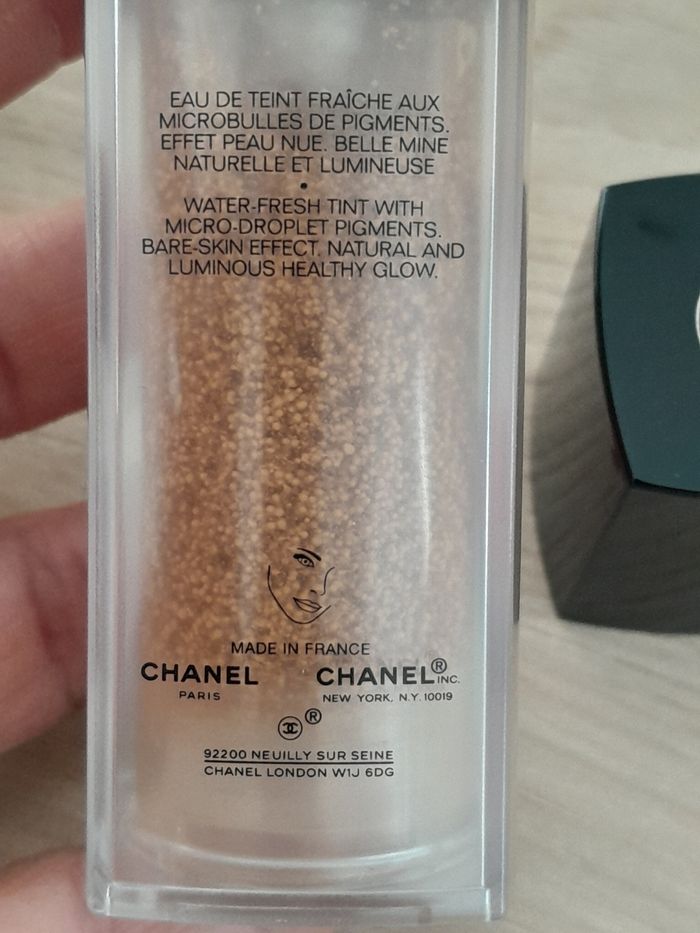 EAU DE TEINT FRAÎCHE AUX
MICROBULLES DE PIGMENTS.
EFFET PEAU NUE. BELLE MINE
NATURELLE ET LUMINEUSE
•
WATER-FRESH TINT WITH
MICRO-DROPLET PIGMENTS.
BARE-SKIN EFFECT. NATURAL AND
LUMINOUS HEALTHY GLOW.
MADE IN FRANCE
CHANEL CHANEL® INC.
PARIS NEW YORK, N.Y. 10019
®
92200 NEUILLY SUR SEINE
CHANEL LONDON W1J 6DG